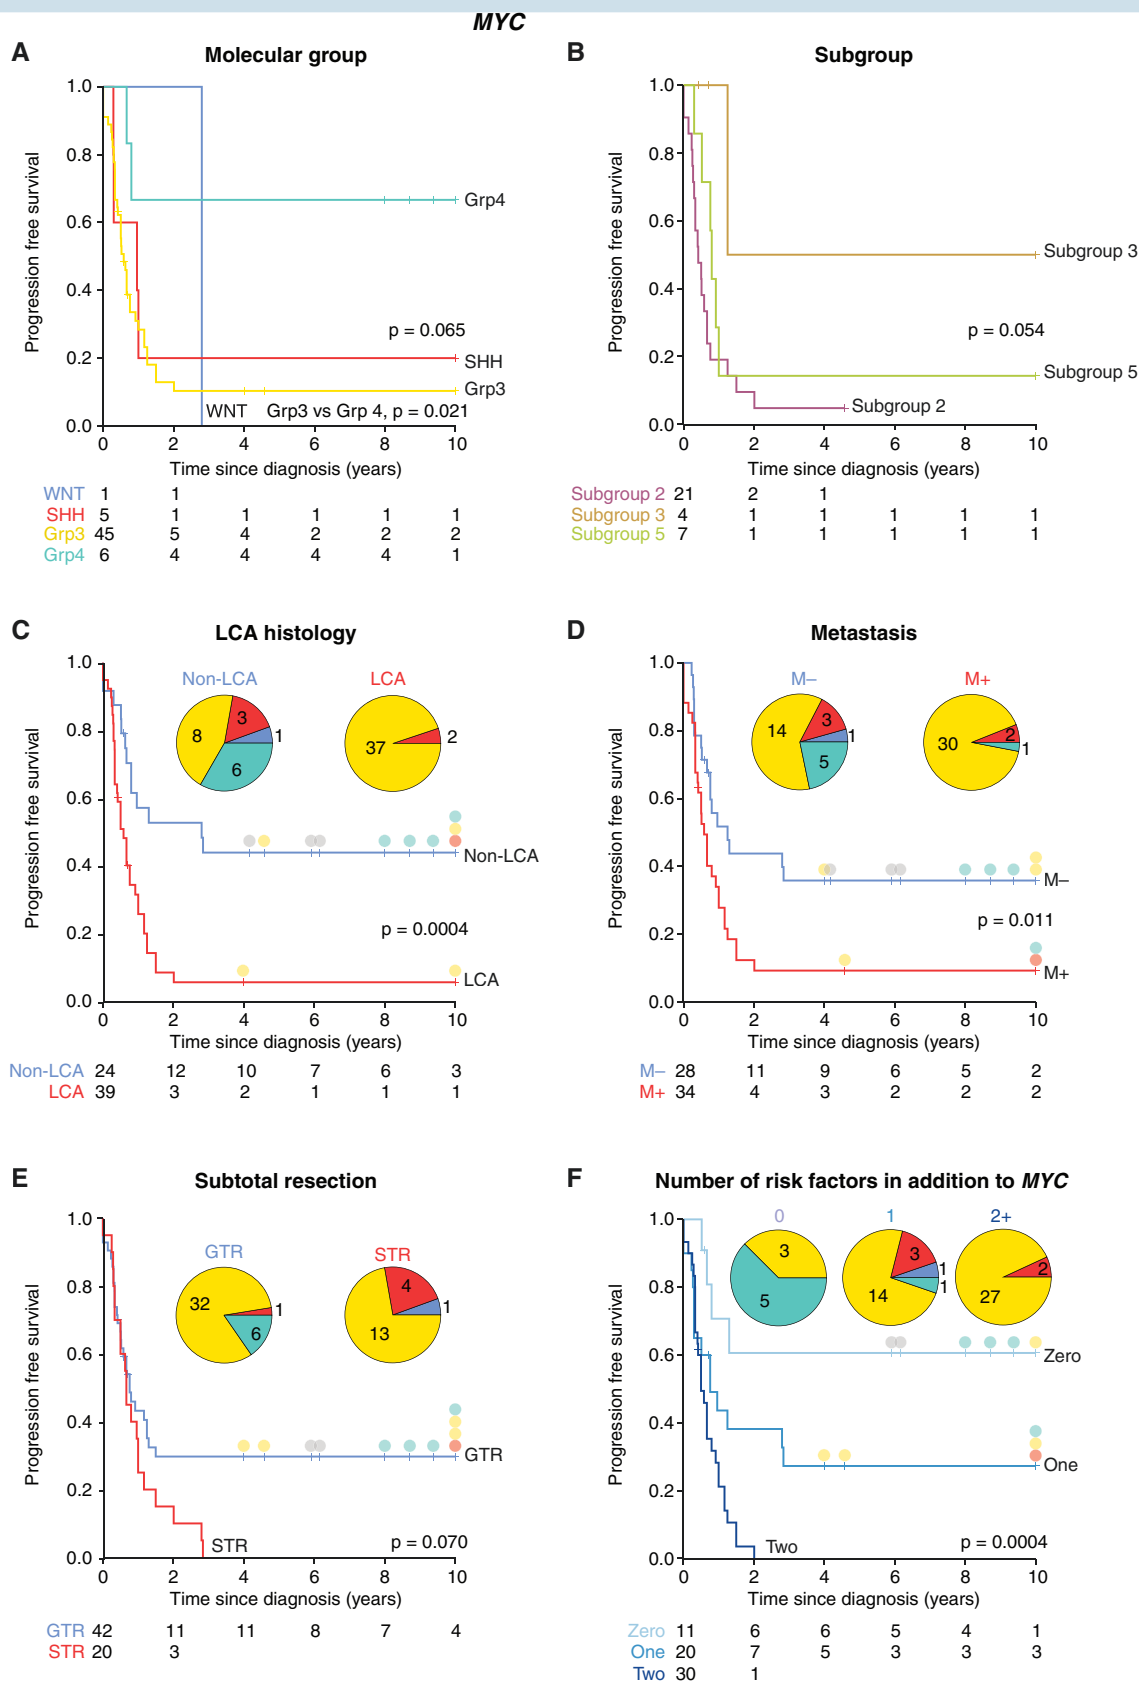 MYC
A
Molecular group
Progression free survival
1.0
0.8
0.6
0.4
0.2
0.0
Grp4
p = 0.065
SHH
Grp3
WNT Grp3 vs Grp 4, p = 0.021
0 2 4 6 8 10
Time since diagnosis (years)
WNT 1 1
SHH 5 1 1 1 1 1
Grp3 45 5 4 2 2 2
Grp4 6 4 4 4 4 1
B
Subgroup
Progression free survival
1.0
0.8
0.6
0.4
0.2
0.0
Subgroup 3
p = 0.054
Subgroup 5
Subgroup 2
0 2 4 6 8 10
Time since diagnosis (years)
Subgroup 2 21 2 1
Subgroup 3 4 1 1 1 1 1
Subgroup 5 7 1 1 1 1 1
C
LCA histology
Progression free survival
1.0
0.8
0.6
0.4
0.2
0.0
Non-LCA
8
3
1
6
LCA
37
2
Non-LCA
p = 0.0004
LCA
0 2 4 6 8 10
Time since diagnosis (years)
Non-LCA 24 12 10 7 6 3
LCA 39 3 2 1 1 1
D
Metastasis
Progression free survival
1.0
0.8
0.6
0.4
0.2
0.0
M–
14
3
1
5
M+
30
2
1
M–
p = 0.011
M+
0 2 4 6 8 10
Time since diagnosis (years)
M– 28 11 9 6 5 2
M+ 34 4 3 2 2 2
E
Subtotal resection
Progression free survival
1.0
0.8
0.6
0.4
0.2
0.0
GTR
32
1
6
STR
4
1
13
GTR
STR
p = 0.070
0 2 4 6 8 10
Time since diagnosis (years)
GTR 42 11 11 8 7 4
STR 20 3
F
Number of risk factors in addition to MYC
Progression free survival
1.0
0.8
0.6
0.4
0.2
0.0
0
3
5
1
3
1
1
14
2+
2
27
Zero
One
Two
p = 0.0004
0 2 4 6 8 10
Time since diagnosis (years)
Zero 11 6 6 5 4 1
One 20 7 5 3 3 3
Two 30 1